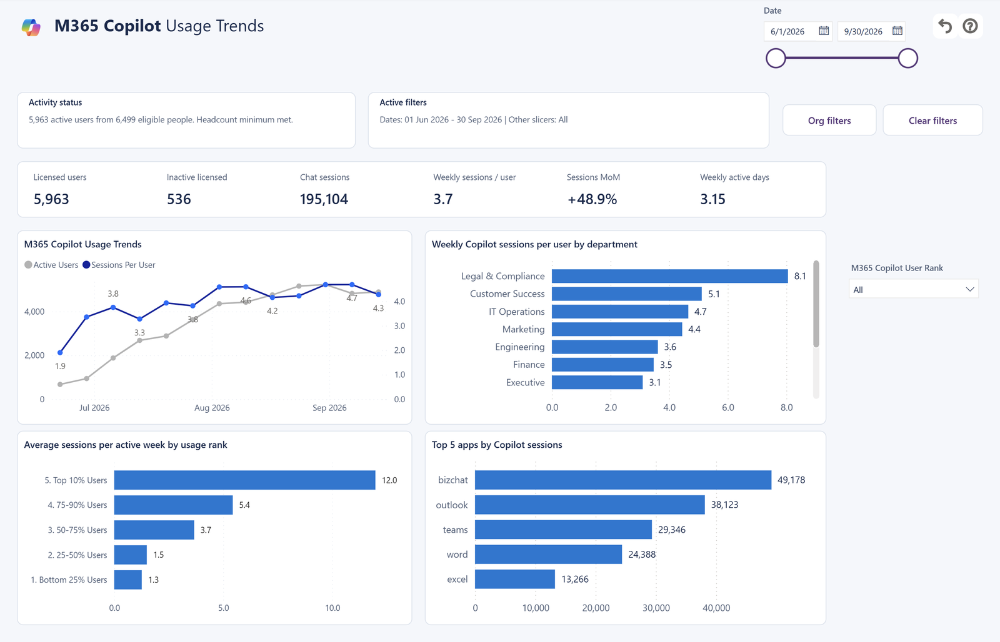 M365 Copilot Usage Trends
Date
6/1/2026
9/30/2026
Activity status
5,963 active users from 6,499 eligible people. Headcount minimum met.
Active filters
Dates: 01 Jun 2026 - 30 Sep 2026 | Other slicers: All
Org filters
Clear filters
Licensed users
5,963
Inactive licensed
536
Chat sessions
195,104
Weekly sessions / user
3.7
Sessions MoM
+48.9%
Weekly active days
3.15
M365 Copilot Usage Trends
Active Users
Sessions Per User
4,000
2,000
0
1.9
3.8
3.3
3.8
4.6
4.2
4.7
4.3
4.0
3.0
2.0
1.0
0.0
Jul 2026
Aug 2026
Sep 2026
Weekly Copilot sessions per user by department
Legal & Compliance 8.1
Customer Success 5.1
IT Operations 4.7
Marketing 4.4
Engineering 3.6
Finance 3.5
Executive 3.1
0.0 2.0 4.0 6.0 8.0
M365 Copilot User Rank
All
Average sessions per active week by usage rank
5. Top 10% Users 12.0
4. 75-90% Users 5.4
3. 50-75% Users 3.7
2. 25-50% Users 1.5
1. Bottom 25% Users 1.3
0.0 5.0 10.0
Top 5 apps by Copilot sessions
bizchat 49,178
outlook 38,123
teams 29,346
word 24,388
excel 13,266
0 10,000 20,000 30,000 40,000